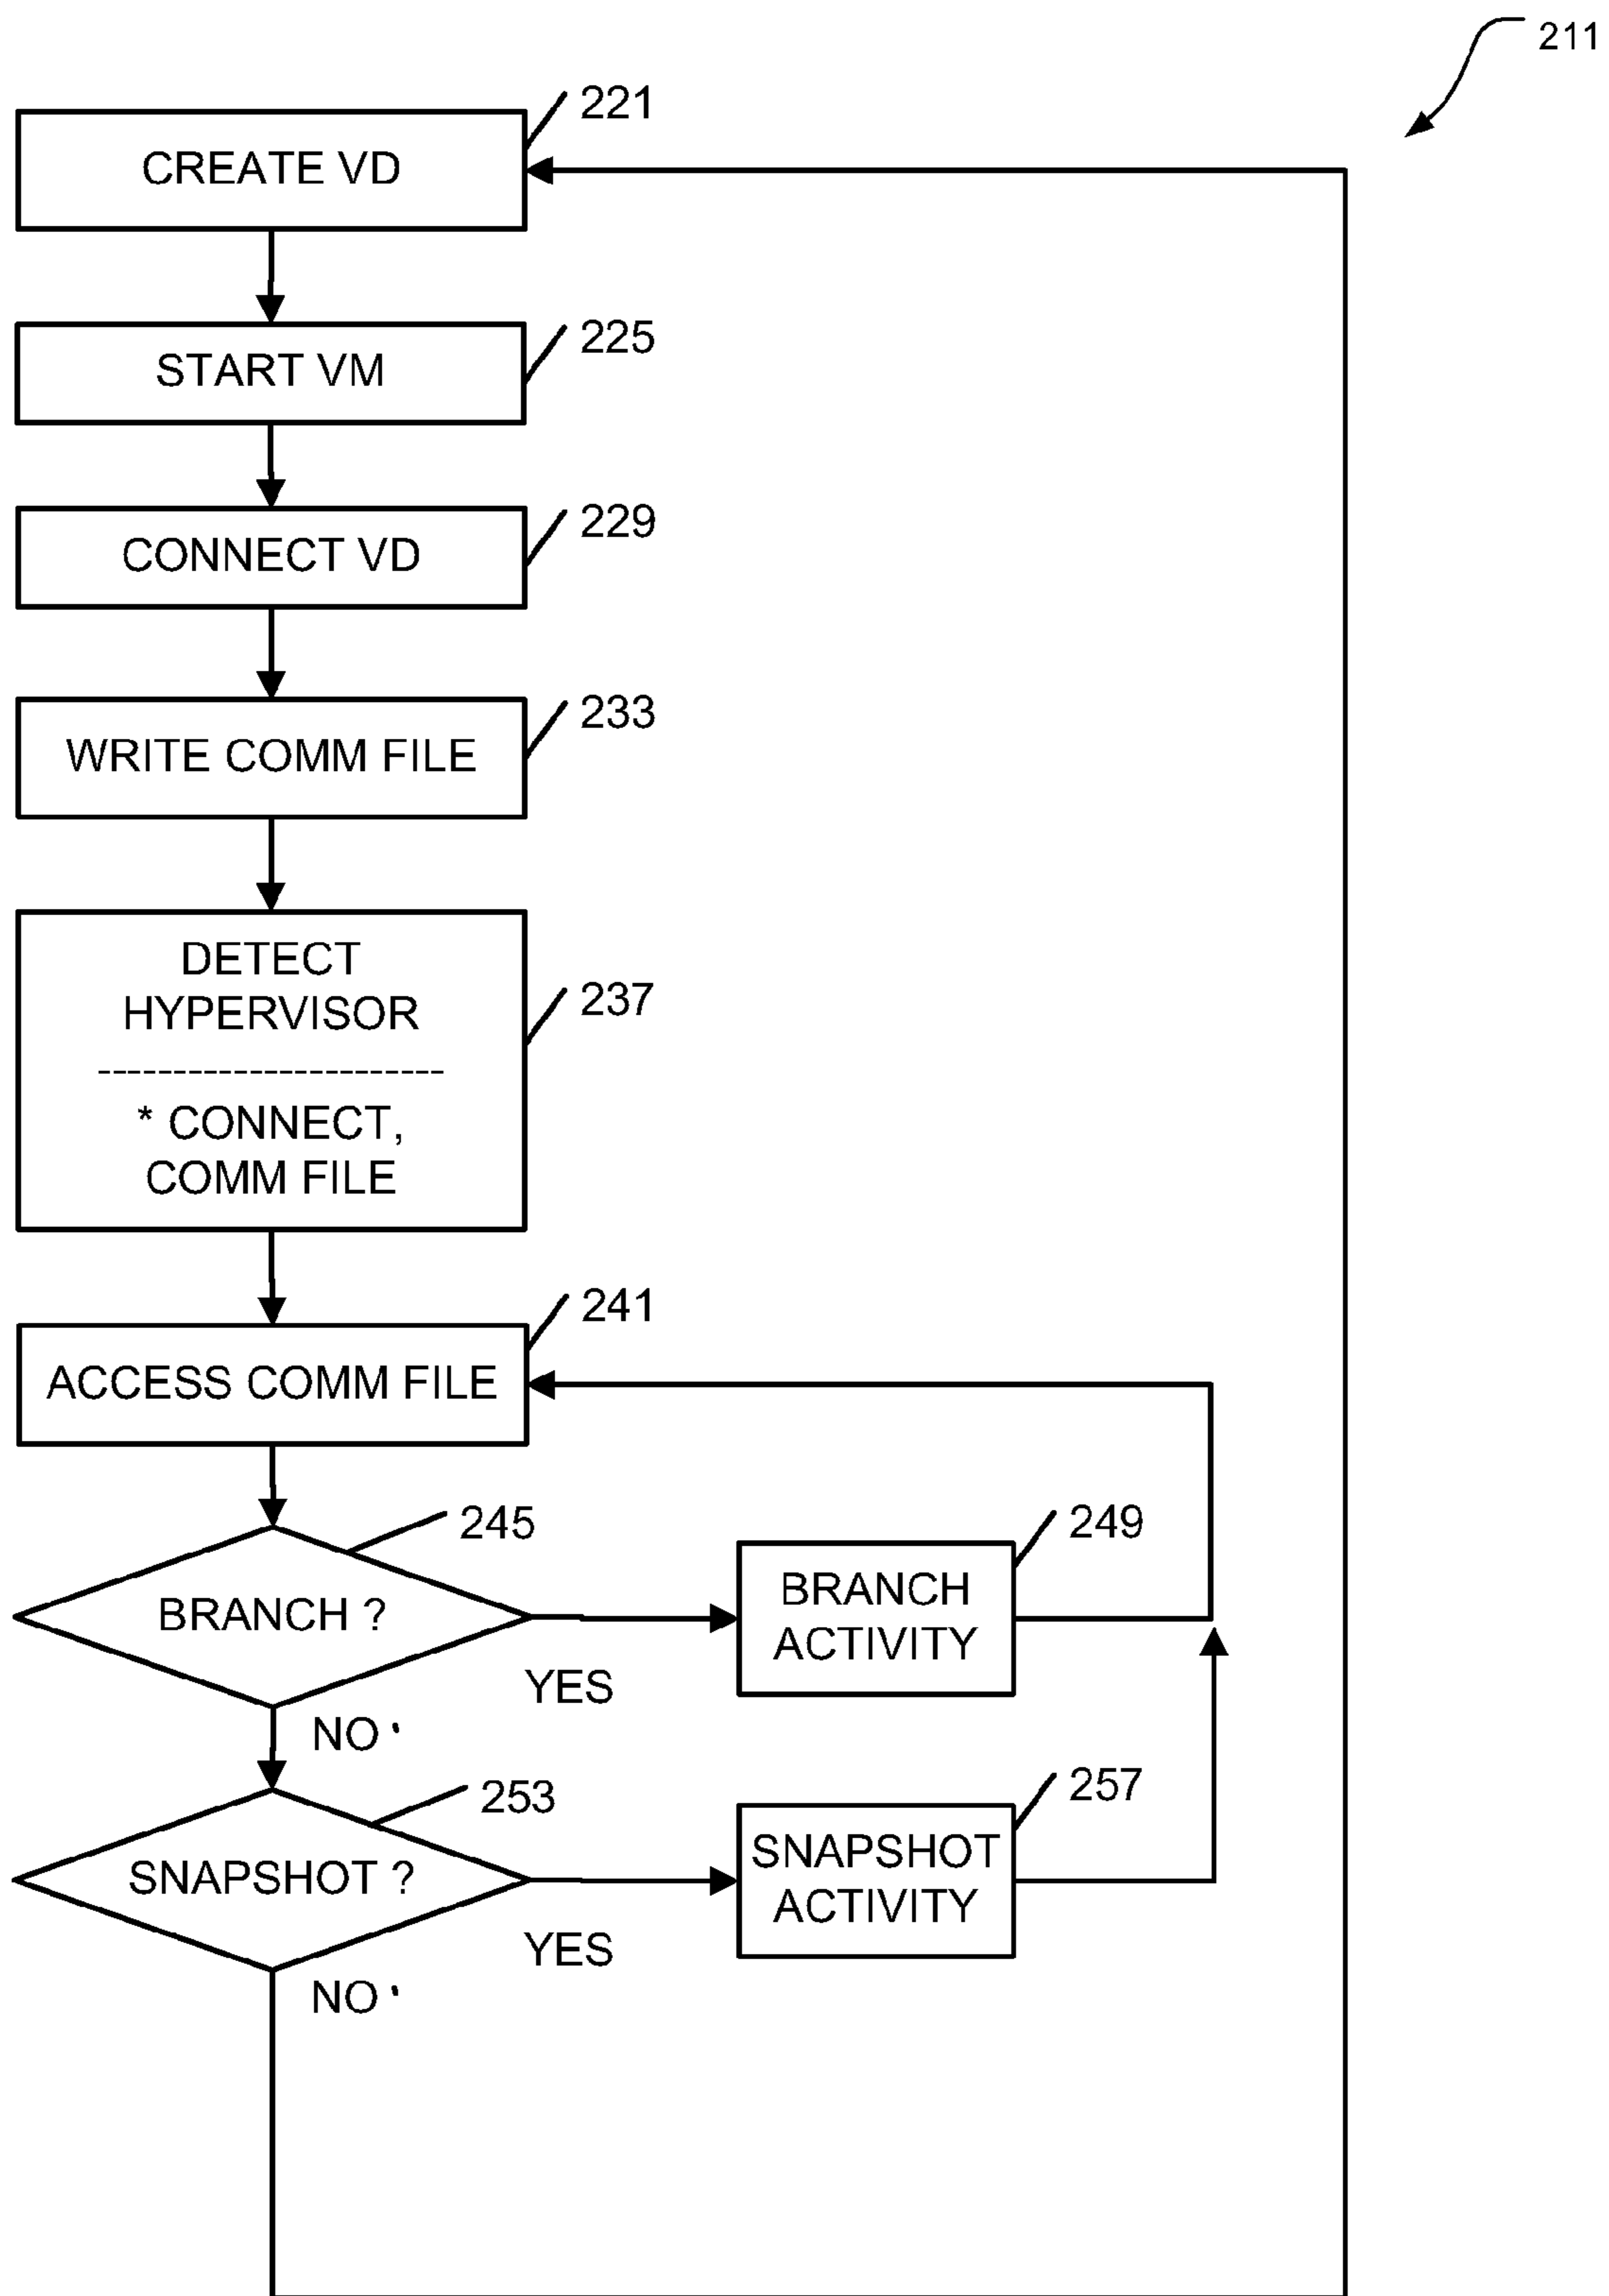 211
221
CREATE VD
225
START VM
229
CONNECT VD
233
WRITE COMM FILE
DETECT
HYPERVISOR
-----------------------
237
* CONNECT,
COMM FILE
241
ACCESS COMM FILE
245
249
BRANCH ?
BRANCH
ACTIVITY
YES
NO
253
257
SNAPSHOT ?
SNAPSHOT
ACTIVITY
YES
NO